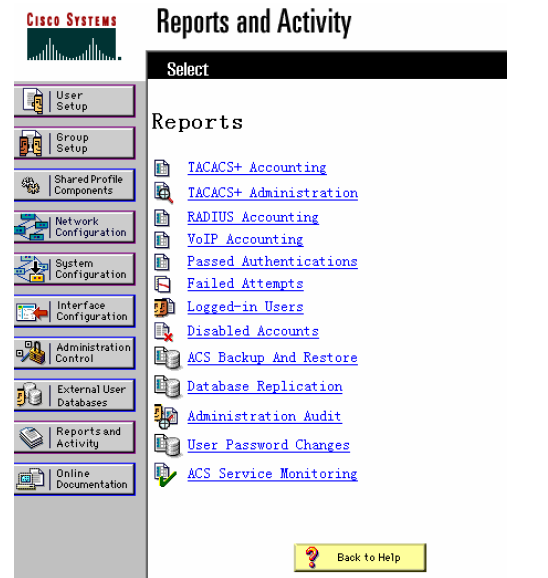 CISCO SYSTEMS
Reports and Activity
Select
User
Setup
Group
Setup
Shared Profile
Components
Network
Configuration
System
Configuration
Interface
Configuration
Administration
Control
External User
Databases
Reports and
Activity
Online
Documentation
Reports
TACACS+ Accounting
TACACS+ Administration
RADIUS Accounting
VoIP Accounting
Passed Authentications
Failed Attempts
Logged-in Users
Disabled Accounts
ACS Backup And Restore
Database Replication
Administration Audit
User Password Changes
ACS Service Monitoring
Back to Help